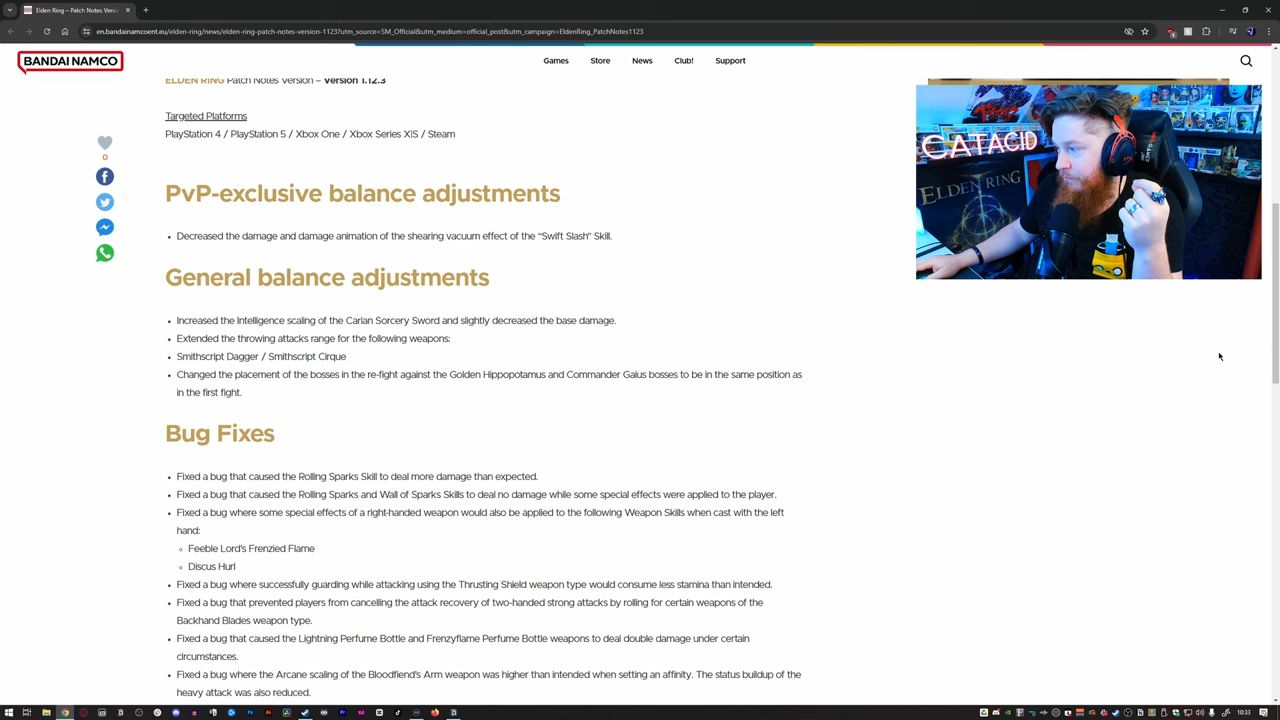 Elden Ring – Patch Notes Versi
en.bandainamcoent.eu/elden-ring/news/elden-ring-patch-notes-version-1123?utm_source=SM_Official&utm_medium=official_post&utm_campaign=EldenRing_PatchNotes1123
BANDAI NAMCO
Games Store News Club! Support
ELDEN RING Patch Notes Version – Version 1.12.3
Targeted Platforms
PlayStation 4 / PlayStation 5 / Xbox One / Xbox Series X|S / Steam
0
CATACID
ELDEN RING
PvP-exclusive balance adjustments
Decreased the damage and damage animation of the shearing vacuum effect of the “Swift Slash” Skill.
General balance adjustments
Increased the Intelligence scaling of the Carian Sorcery Sword and slightly decreased the base damage.
Extended the throwing attacks range for the following weapons:
Smithscript Dagger / Smithscript Cirque
Changed the placement of the bosses in the re-fight against the Golden Hippopotamus and Commander Gaius bosses to be in the same position as
in the first fight.
Bug Fixes
Fixed a bug that caused the Rolling Sparks Skill to deal more damage than expected.
Fixed a bug that caused the Rolling Sparks and Wall of Sparks Skills to deal no damage while some special effects were applied to the player.
Fixed a bug where some special effects of a right-handed weapon would also be applied to the following Weapon Skills when cast with the left
hand:
Feeble Lord's Frenzied Flame
Discus Hurl
Fixed a bug where successfully guarding while attacking using the Thrusting Shield weapon type would consume less stamina than intended.
Fixed a bug that prevented players from cancelling the attack recovery of two-handed strong attacks by rolling for certain weapons of the
Backhand Blades weapon type.
Fixed a bug that caused the Lightning Perfume Bottle and Frenzyflame Perfume Bottle weapons to deal double damage under certain
circumstances.
Fixed a bug where the Arcane scaling of the Bloodfiend's Arm weapon was higher than intended when setting an affinity. The status buildup of the
heavy attack was also reduced.
10:33